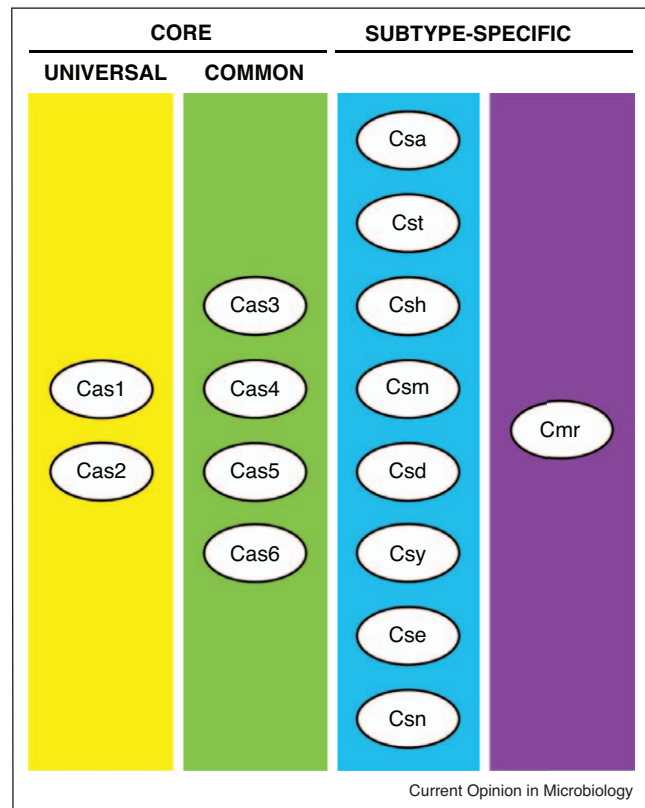 CORE SUBTYPE-SPECIFIC
UNIVERSAL COMMON
Csa
Cst
Cas3 Csh
Cas1 Cas4 Csm
Cmr
Cas2 Cas5 Csd
Cas6 Csy
Cse
Csn
Current Opinion in Microbiology